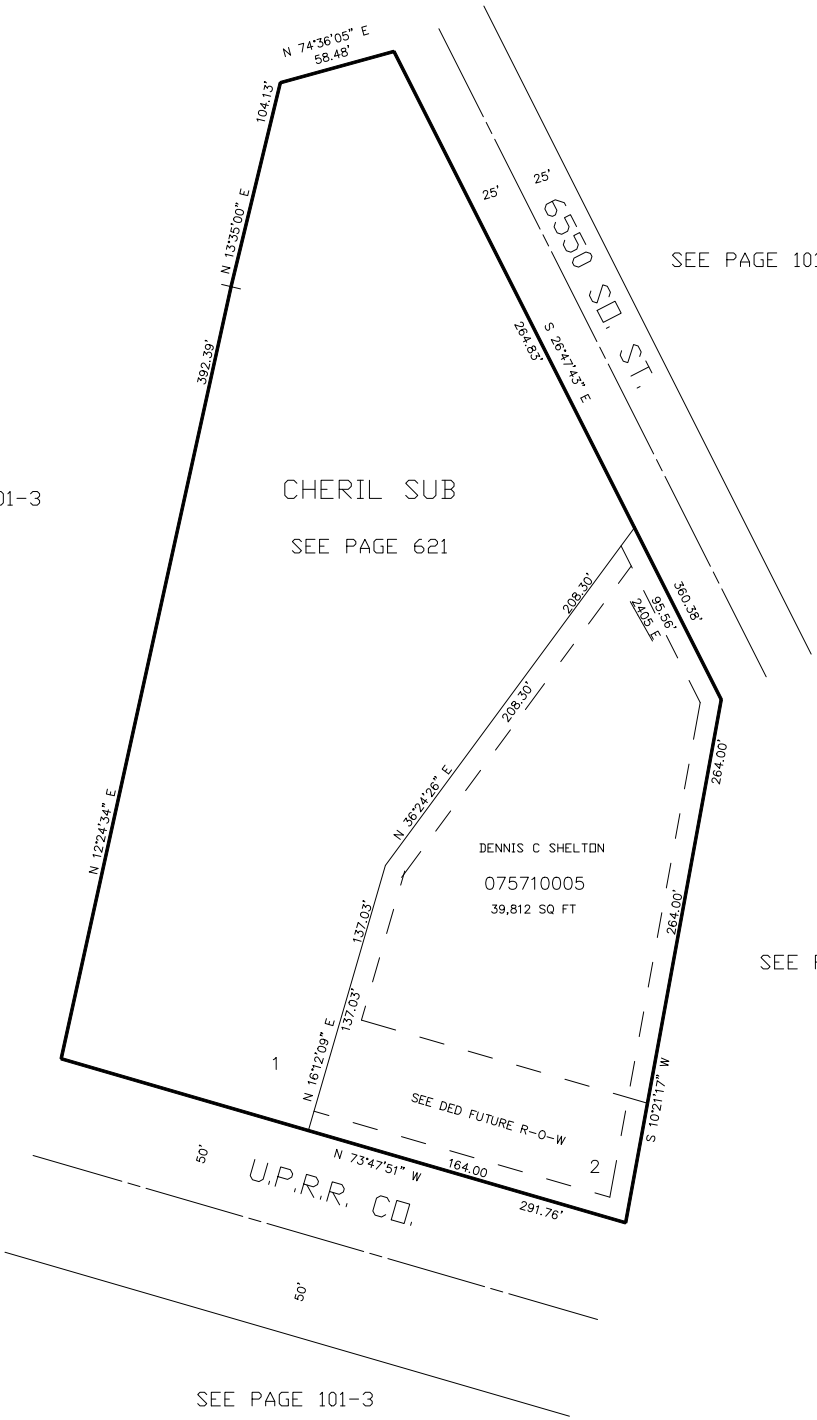 N 74°36'05" E
58.48'
104.13'
N 13°35'00" E
25'
25'
6550 SO. ST.
SEE PAGE 101
S 26°47'43" E
264.83'
392.39'
01-3
CHERIL SUB
SEE PAGE 621
208.30'
360.38'
95.56'
2405 E
208.30'
264.00'
N 36°24'26" E
N 12°24'34" E
DENNIS C SHELTON
075710005
39,812 SQ FT
264.00'
137.03'
SEE
137.03'
1
N 16°12'09" E
S 10°21'17" W
SEE DED FUTURE R-O-W
2
N 73°47'51" W
164.00
291.76'
50'
U.P.R.R. CO.
50'
SEE PAGE 101-3